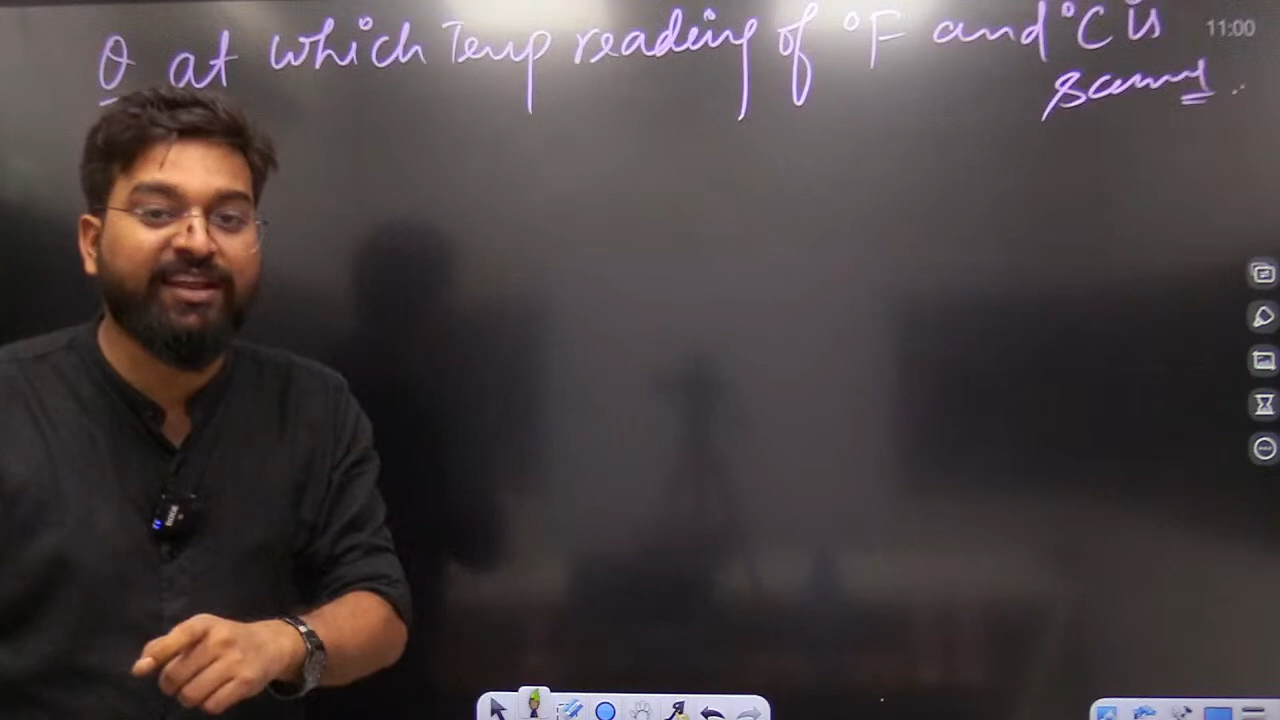 Q at which Temp reading of °F and °C is
same
11:00